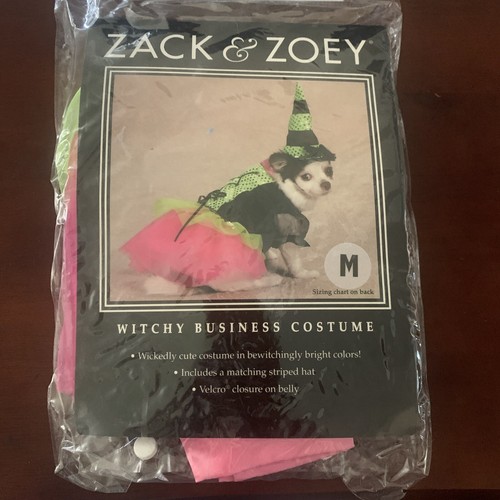 ZACK & ZOEY®
M
Sizing chart on back
WITCHY BUSINESS COSTUME
• Wickedly cute costume in bewitchingly bright colors!
• Includes a matching striped hat
• Velcro® closure on belly